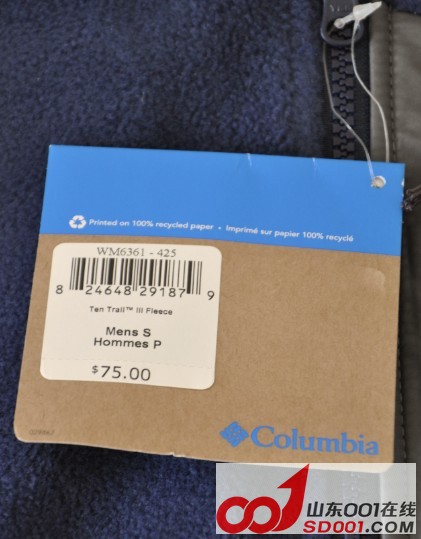 Printed on 100% recycled paper • Imprimé sur papier 100% recyclé
WM6361 - 425
8 24648 29187 9
Ten Trail™ III Fleece
Mens S
Hommes P
$75.00
Columbia
山东001在线
SD001.COM